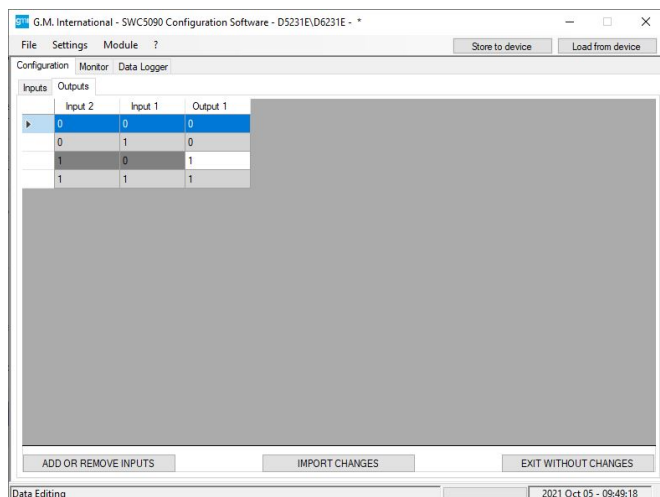 gm G.M. International - SWC5090 Configuration Software - D5231E\D6231E - *
File Settings Module ? Store to device Load from device
Configuration Monitor Data Logger
Inputs Outputs
Input 2 Input 1 Output 1
0 0 0
0 1 0
1 0 1
1 1 1
ADD OR REMOVE INPUTS IMPORT CHANGES EXIT WITHOUT CHANGES
Data Editing 2021 Oct 05 - 09:49:18